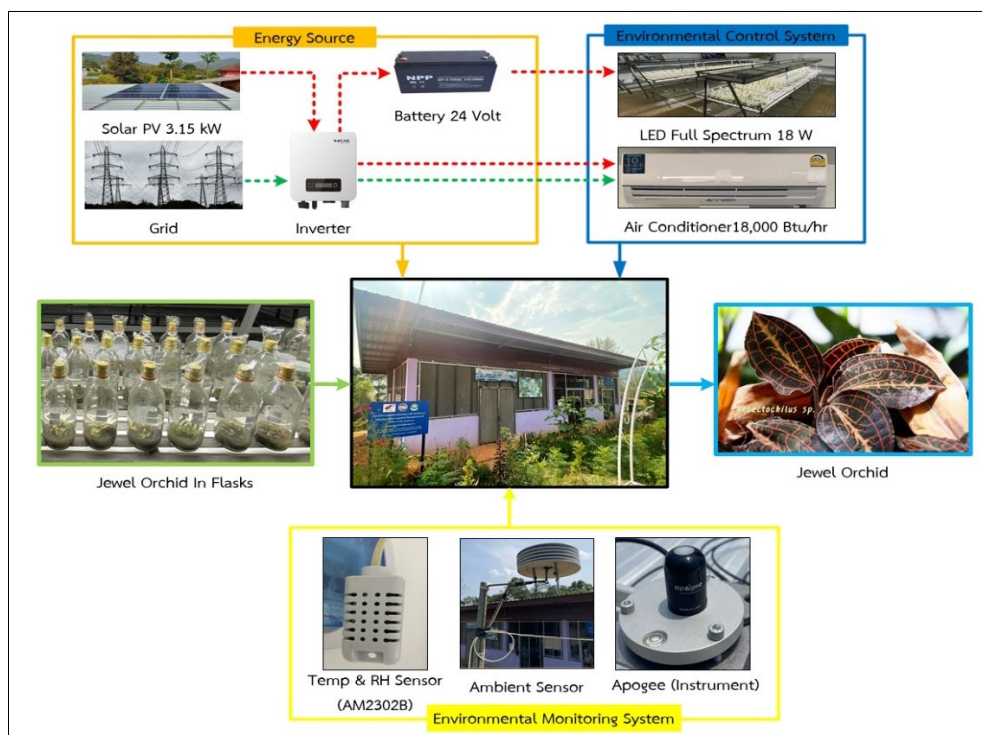 Energy Source
Environmental Control System
NPP
Solar PV 3.15 kW
Battery 24 Volt
LED Full Spectrum 18 W
Grid
Inverter
Air Conditioner18,000 Btu/hr
Jewel Orchid In Flasks
Anoectochilus sp.
Jewel Orchid
apogee
Temp & RH Sensor
(AM2302B)
Ambient Sensor
Apogee (Instrument)
Environmental Monitoring System